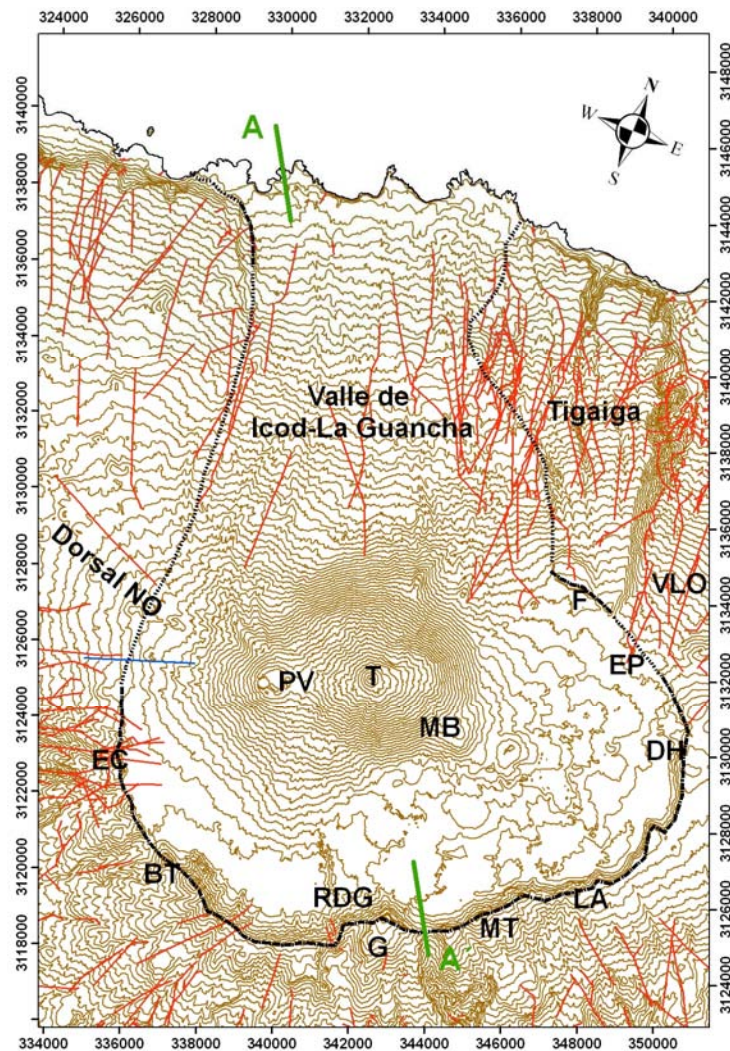 324000 326000 328000 330000 332000 334000 336000 338000 340000
3140000
3138000
3136000
3134000
3132000
3130000
3128000
3126000
3124000
3122000
3120000
3118000
3148000
3146000
3144000
3142000
3140000
3138000
3136000
3134000
3132000
3130000
3128000
3126000
3124000
N
W
E
S
A
Valle de
Icod-La Guancha
Tigaiga
Dorsal NO
VLO
F
EP
PV
T
MB
DH
EC
BT
RDG
LA
MT
G
A´
334000 336000 338000 340000 342000 344000 346000 348000 350000